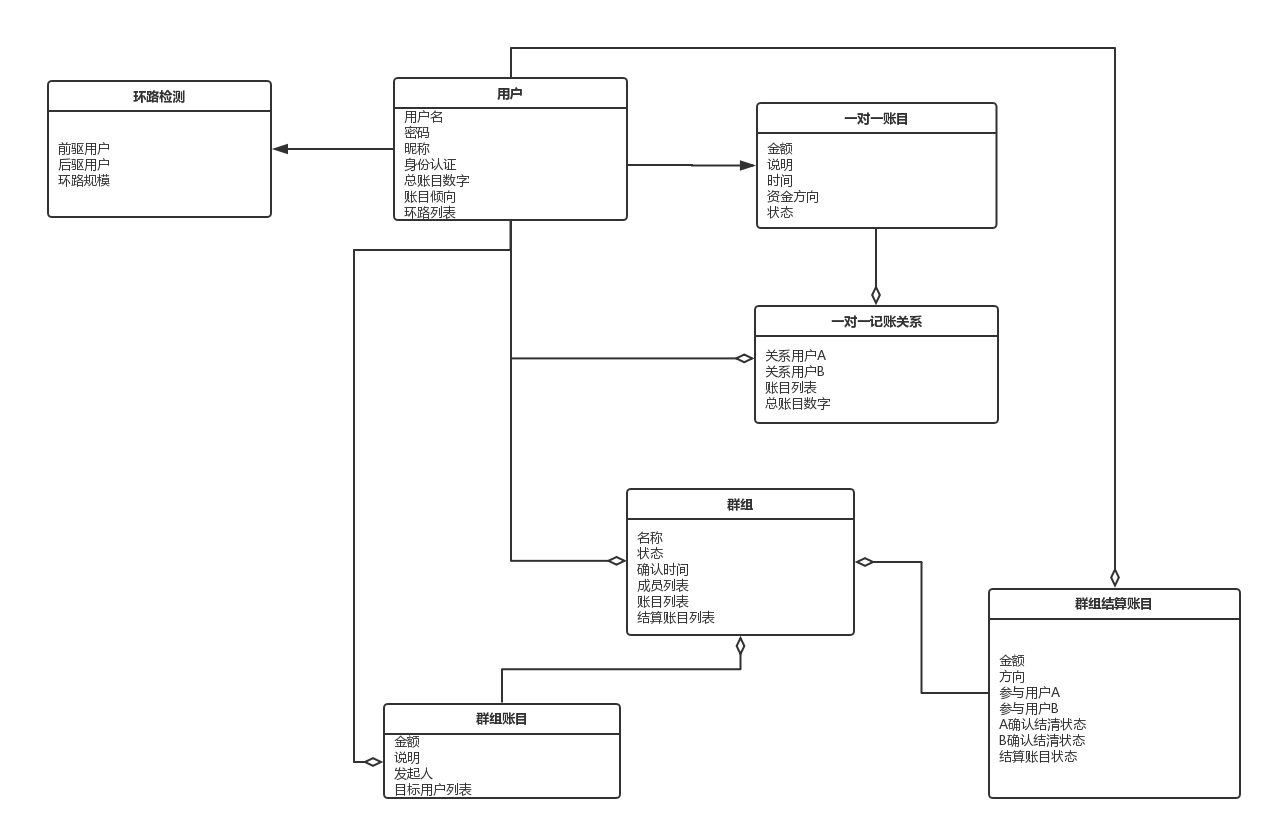 环路检测
前驱用户
后驱用户
环路规模
用户
用户名
密码
昵称
身份认证
总账目数字
账目倾向
环路列表
一对一账目
金额
说明
时间
资金方向
状态
一对一记账关系
关系用户A
关系用户B
账目列表
总账目数字
群组
名称
状态
确认时间
成员列表
账目列表
结算账目列表
群组结算账目
金额
方向
参与用户A
参与用户B
A确认结清状态
B确认结清状态
结算账目状态
群组账目
金额
说明
发起人
目标用户列表